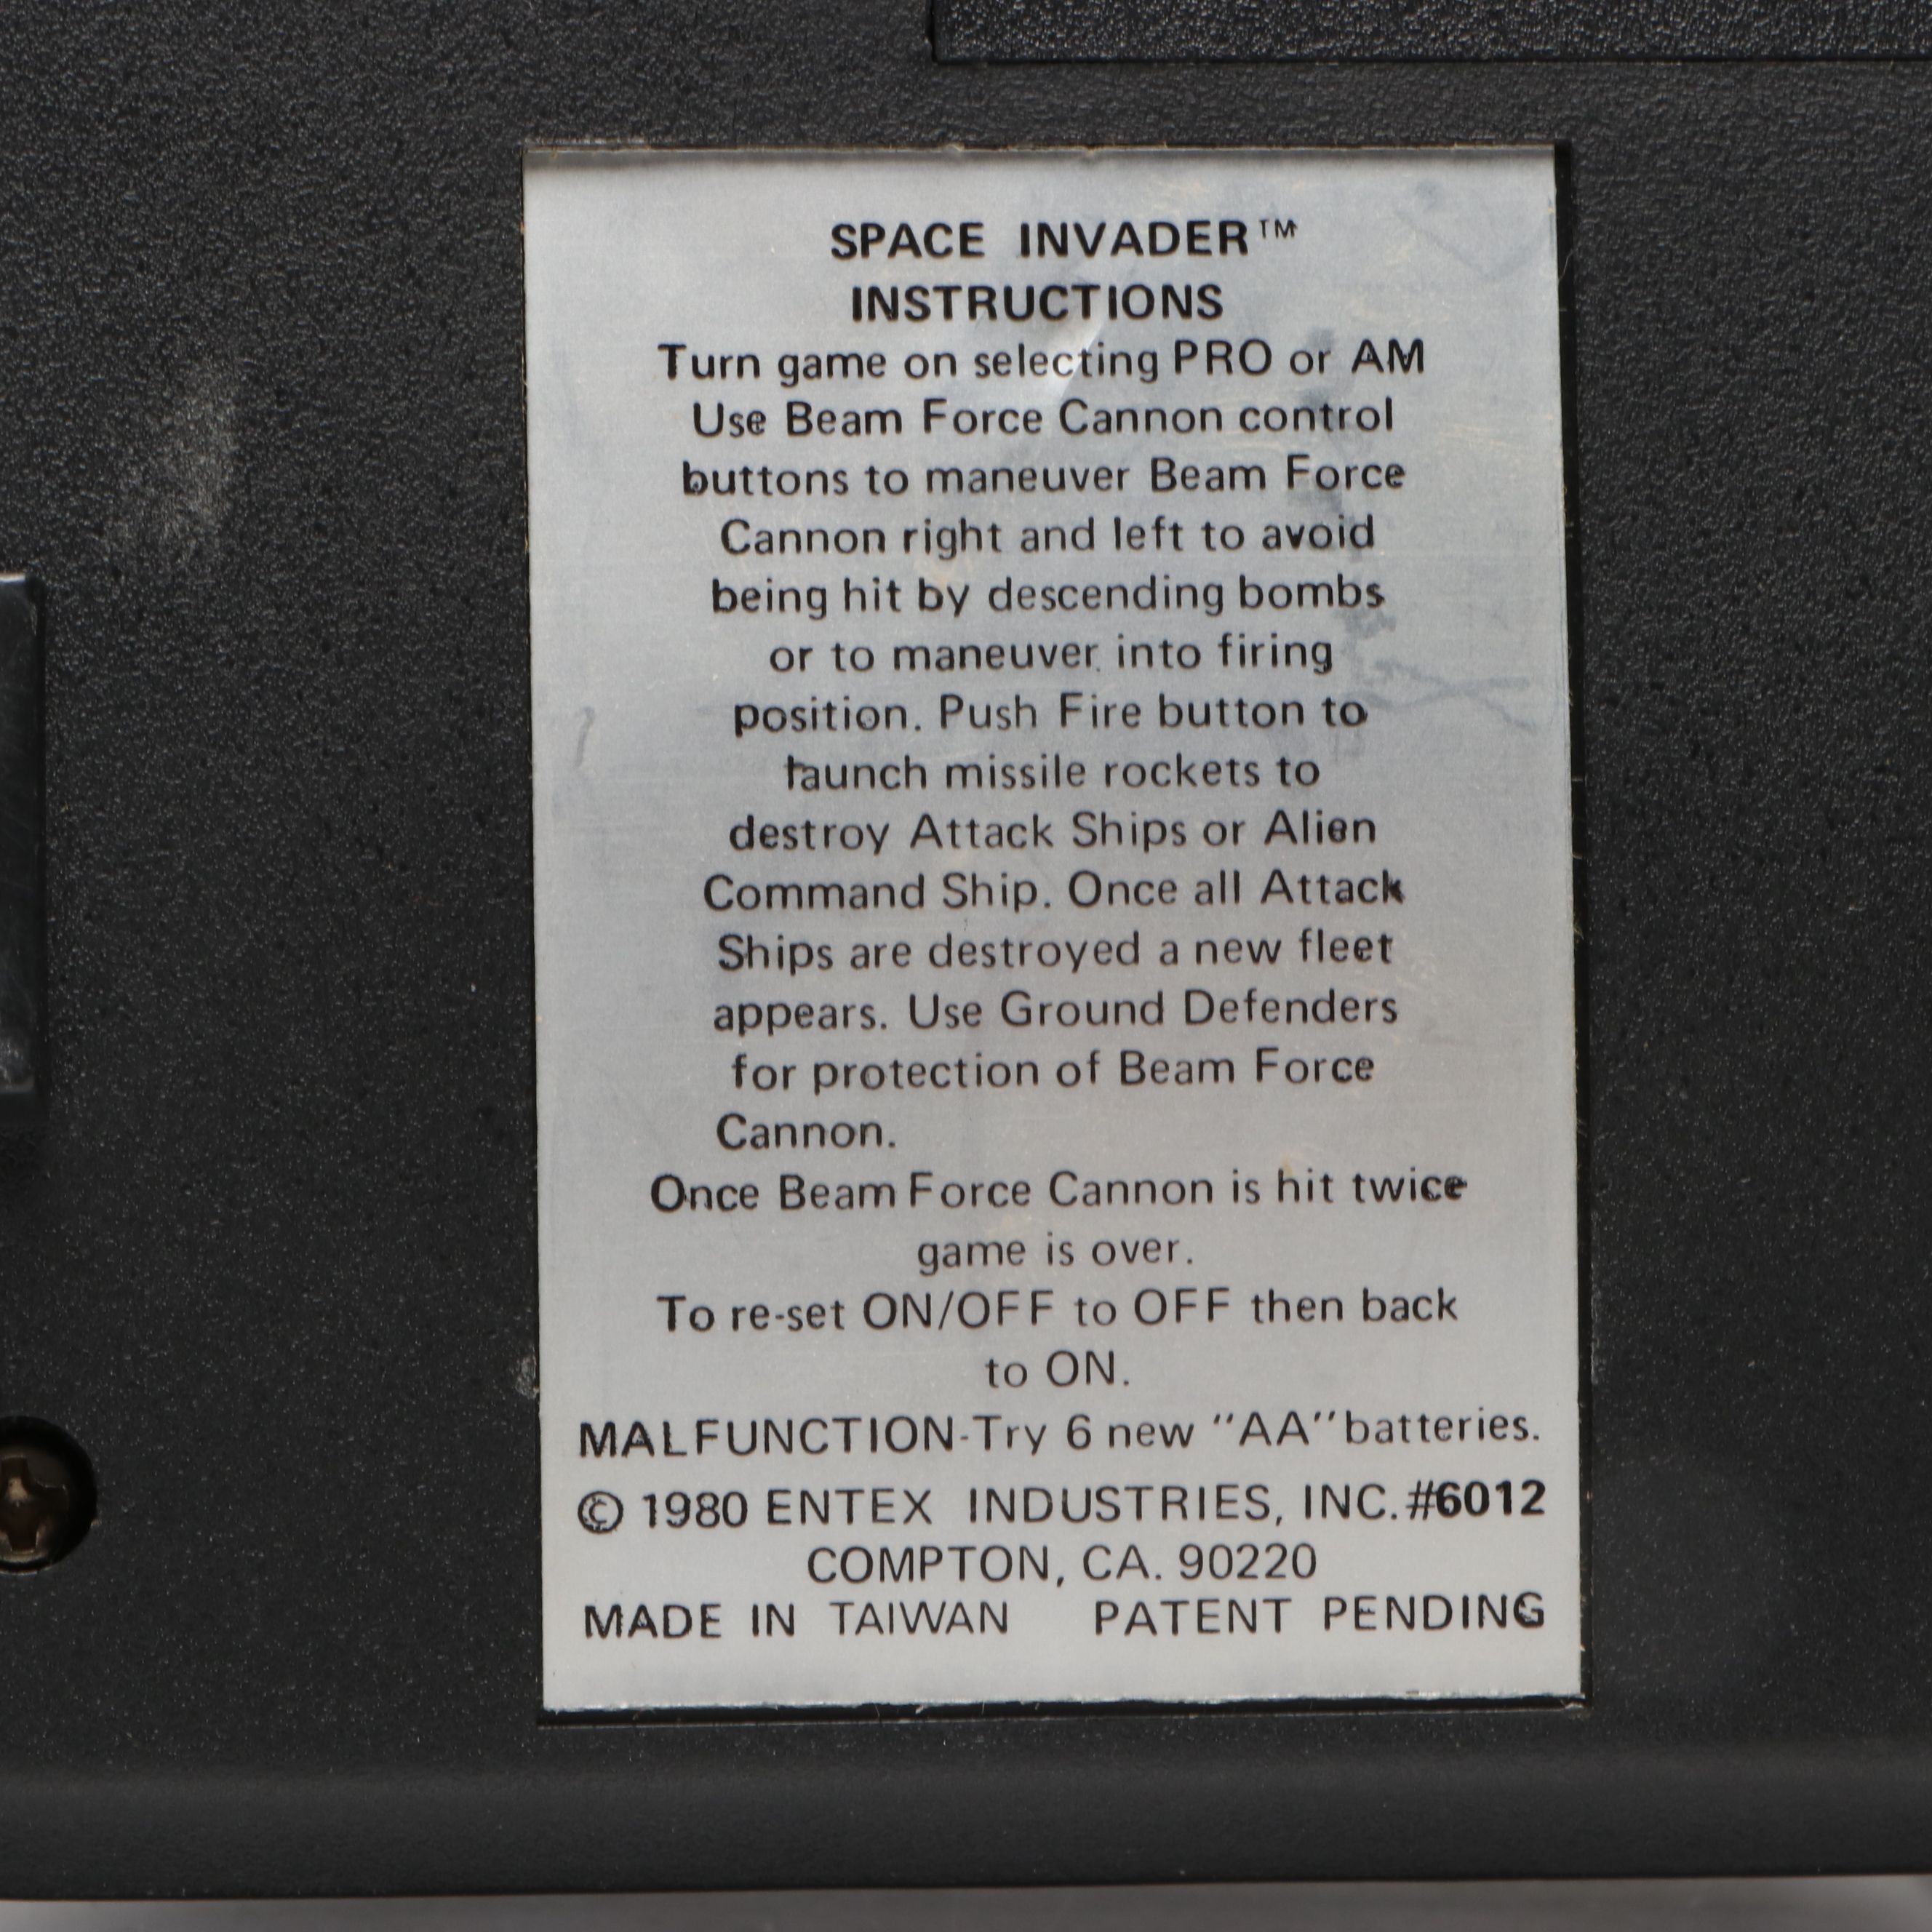 SPACE INVADER™
INSTRUCTIONS
Turn game on selecting PRO or AM
Use Beam Force Cannon control
buttons to maneuver Beam Force
Cannon right and left to avoid
being hit by descending bombs
or to maneuver into firing
position. Push Fire button to
launch missile rockets to
destroy Attack Ships or Alien
Command Ship. Once all Attack
Ships are destroyed a new fleet
appears. Use Ground Defenders
for protection of Beam Force
Cannon.
Once Beam Force Cannon is hit twice
game is over.
To re-set ON/OFF to OFF then back
to ON.
MALFUNCTION-Try 6 new "AA" batteries.
© 1980 ENTEX INDUSTRIES, INC. #6012
COMPTON, CA. 90220
MADE IN TAIWAN PATENT PENDING